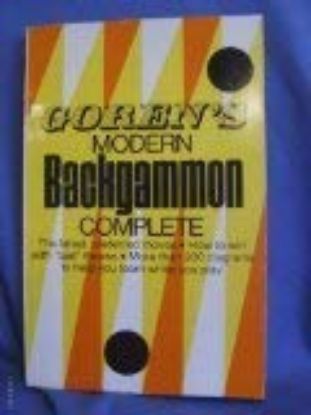 GOREN'S
MODERN
Backgammon
COMPLETE
The latest preferred moves • How to win
with "bad" throws • More than 200 diagrams
to help you learn while you play